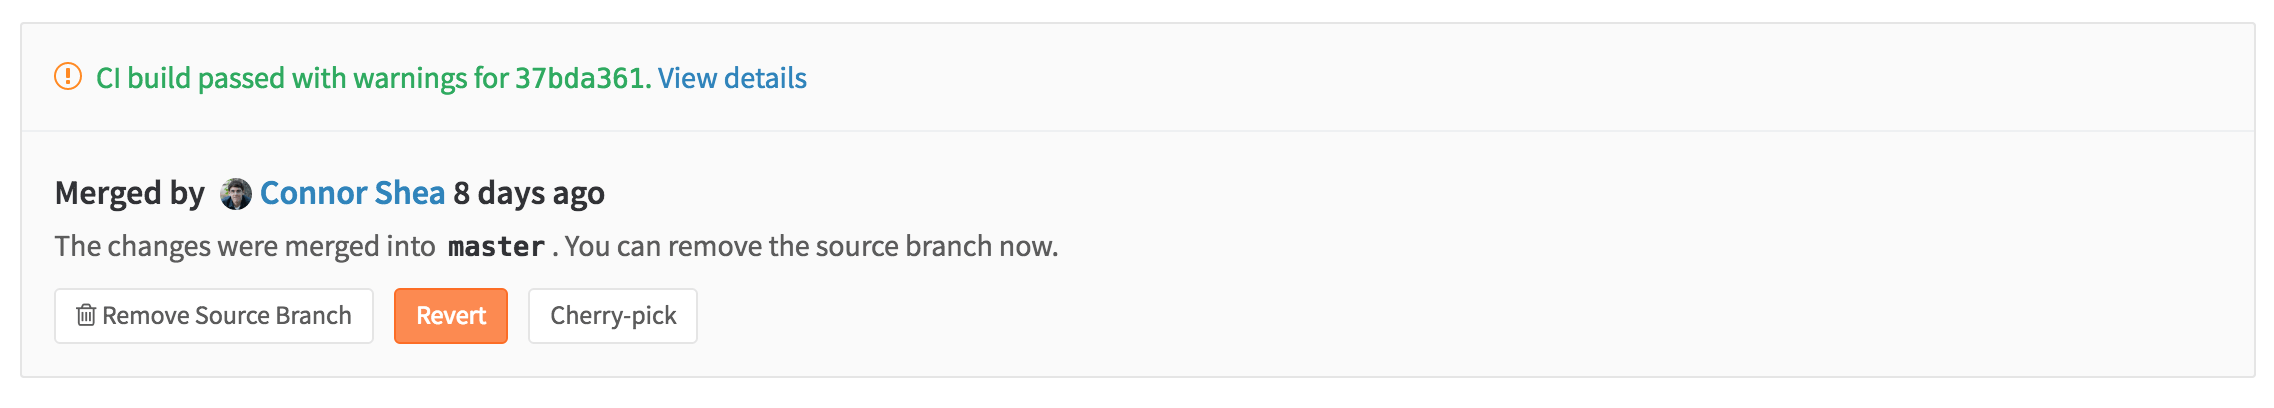 CI build passed with warnings for 37bda361. View details
Merged by Connor Shea 8 days ago
The changes were merged into master . You can remove the source branch now.
Remove Source Branch Revert Cherry-pick